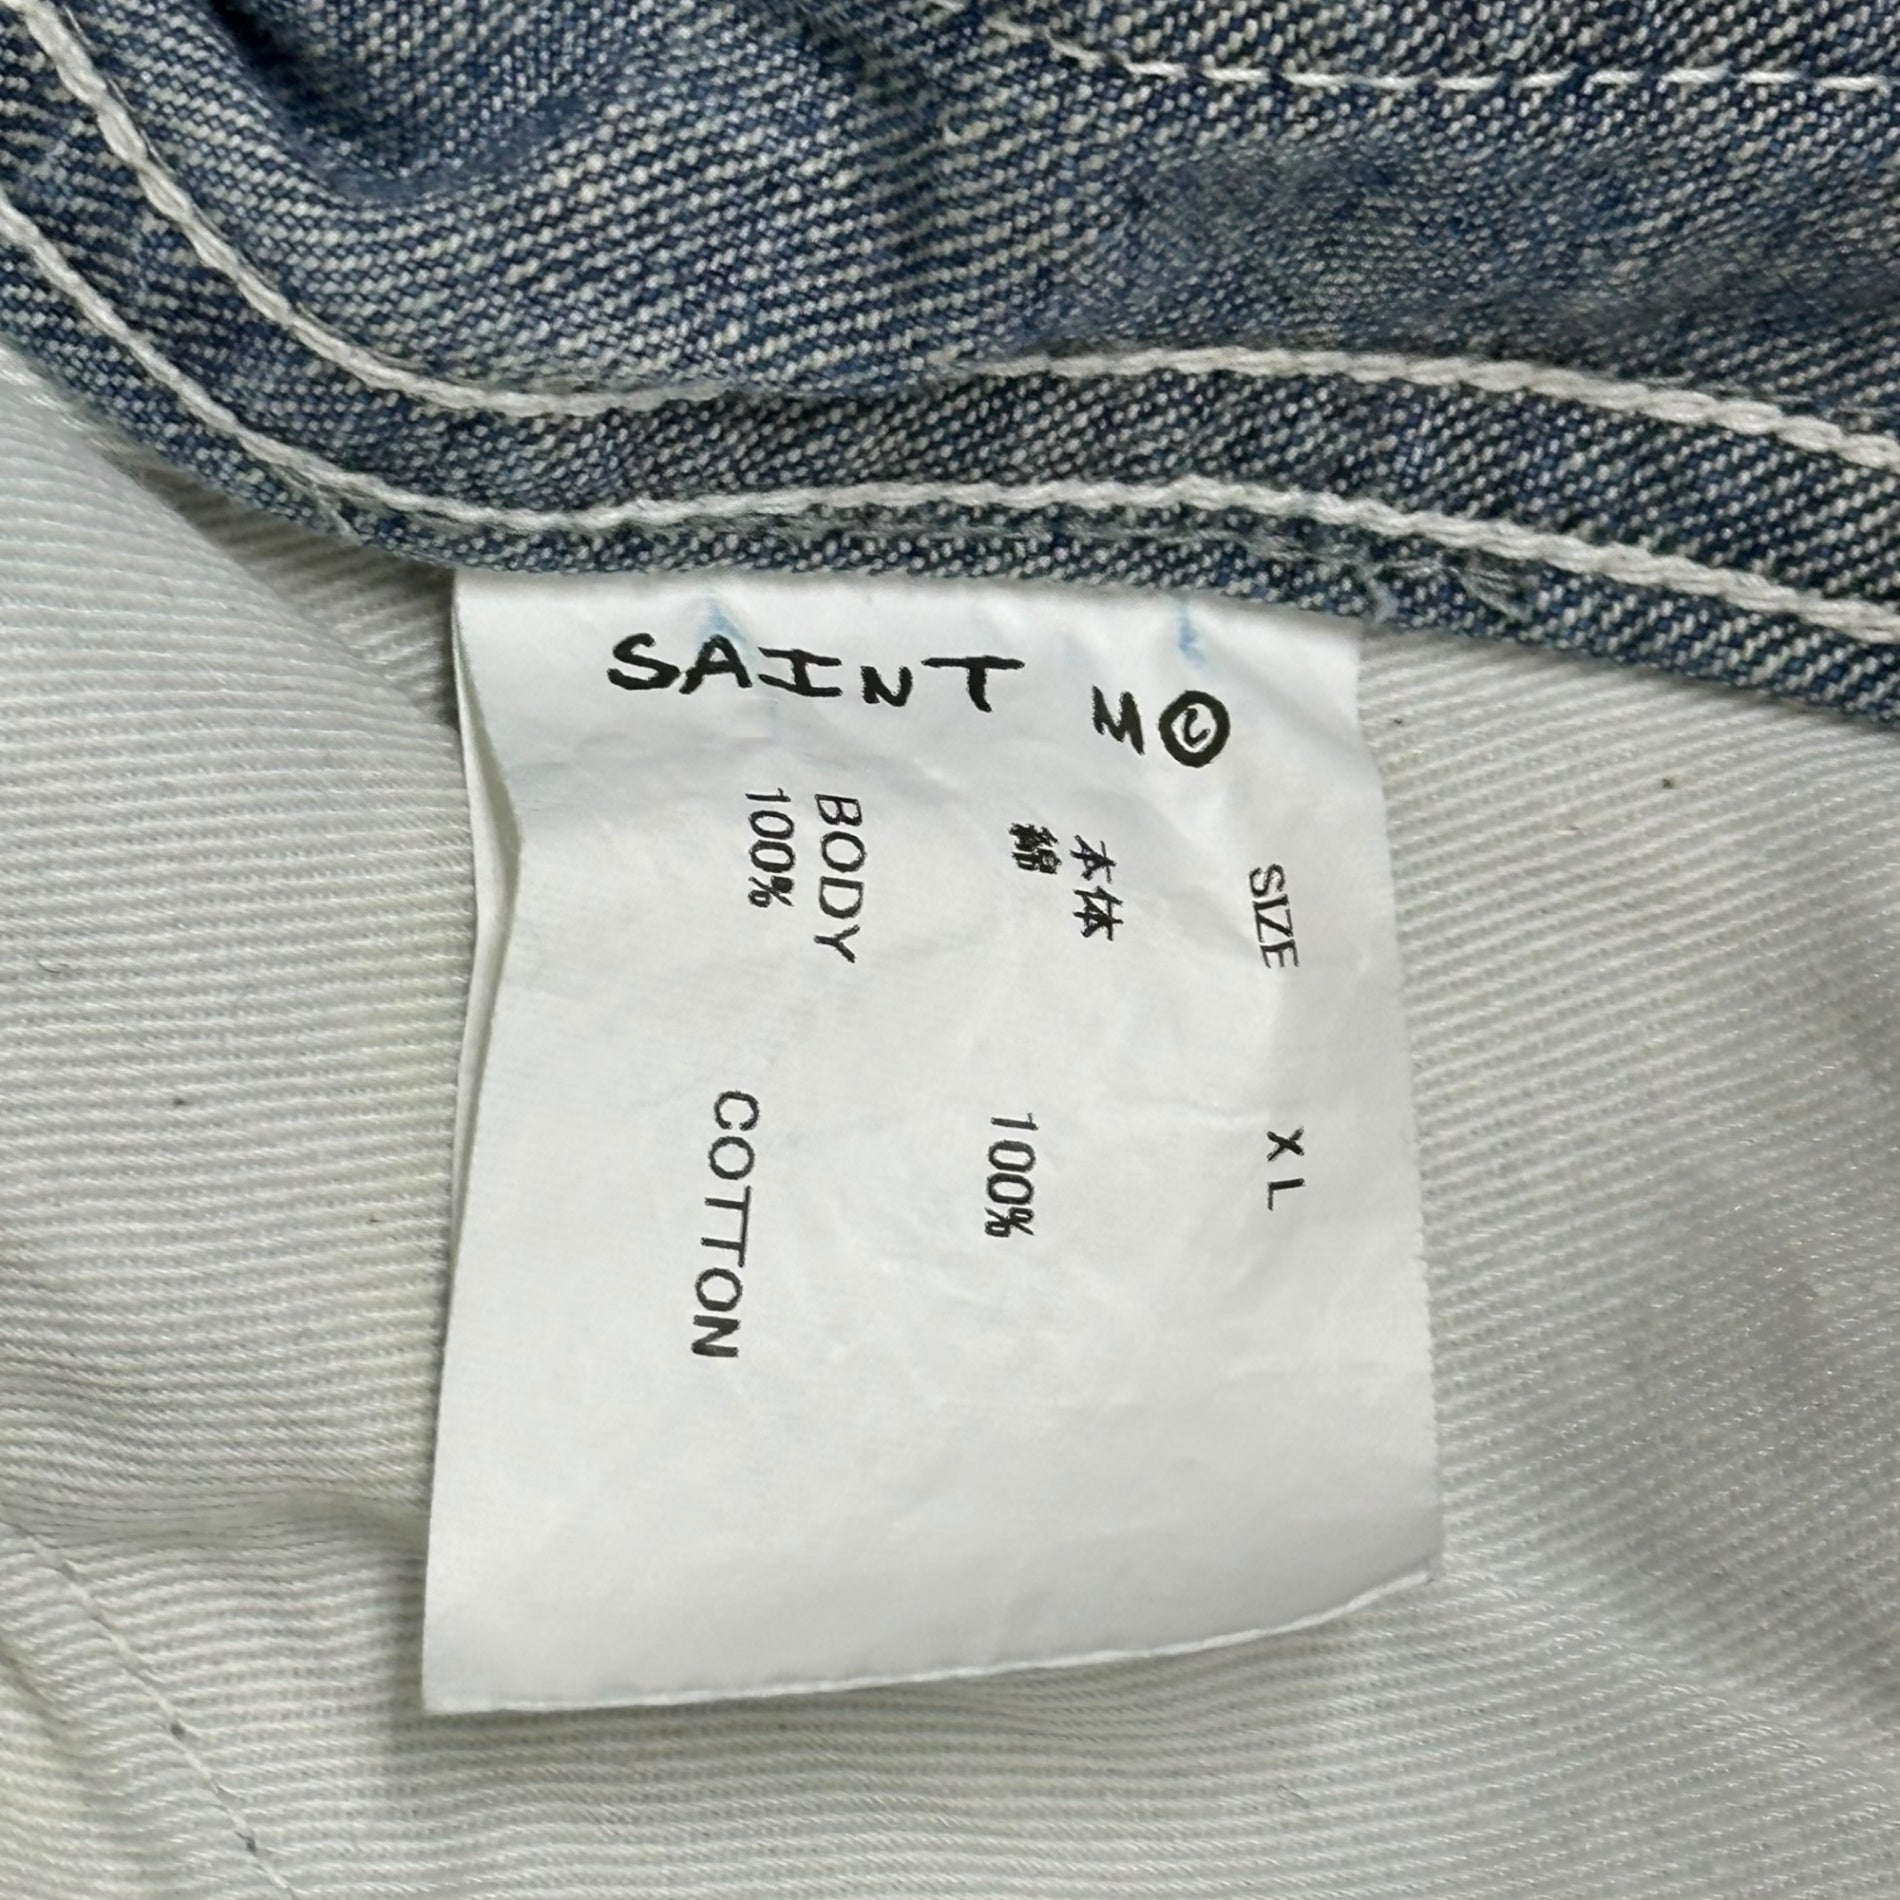 SAINT M
SIZE XL
本体
綿 100%
BODY
100% COTTON